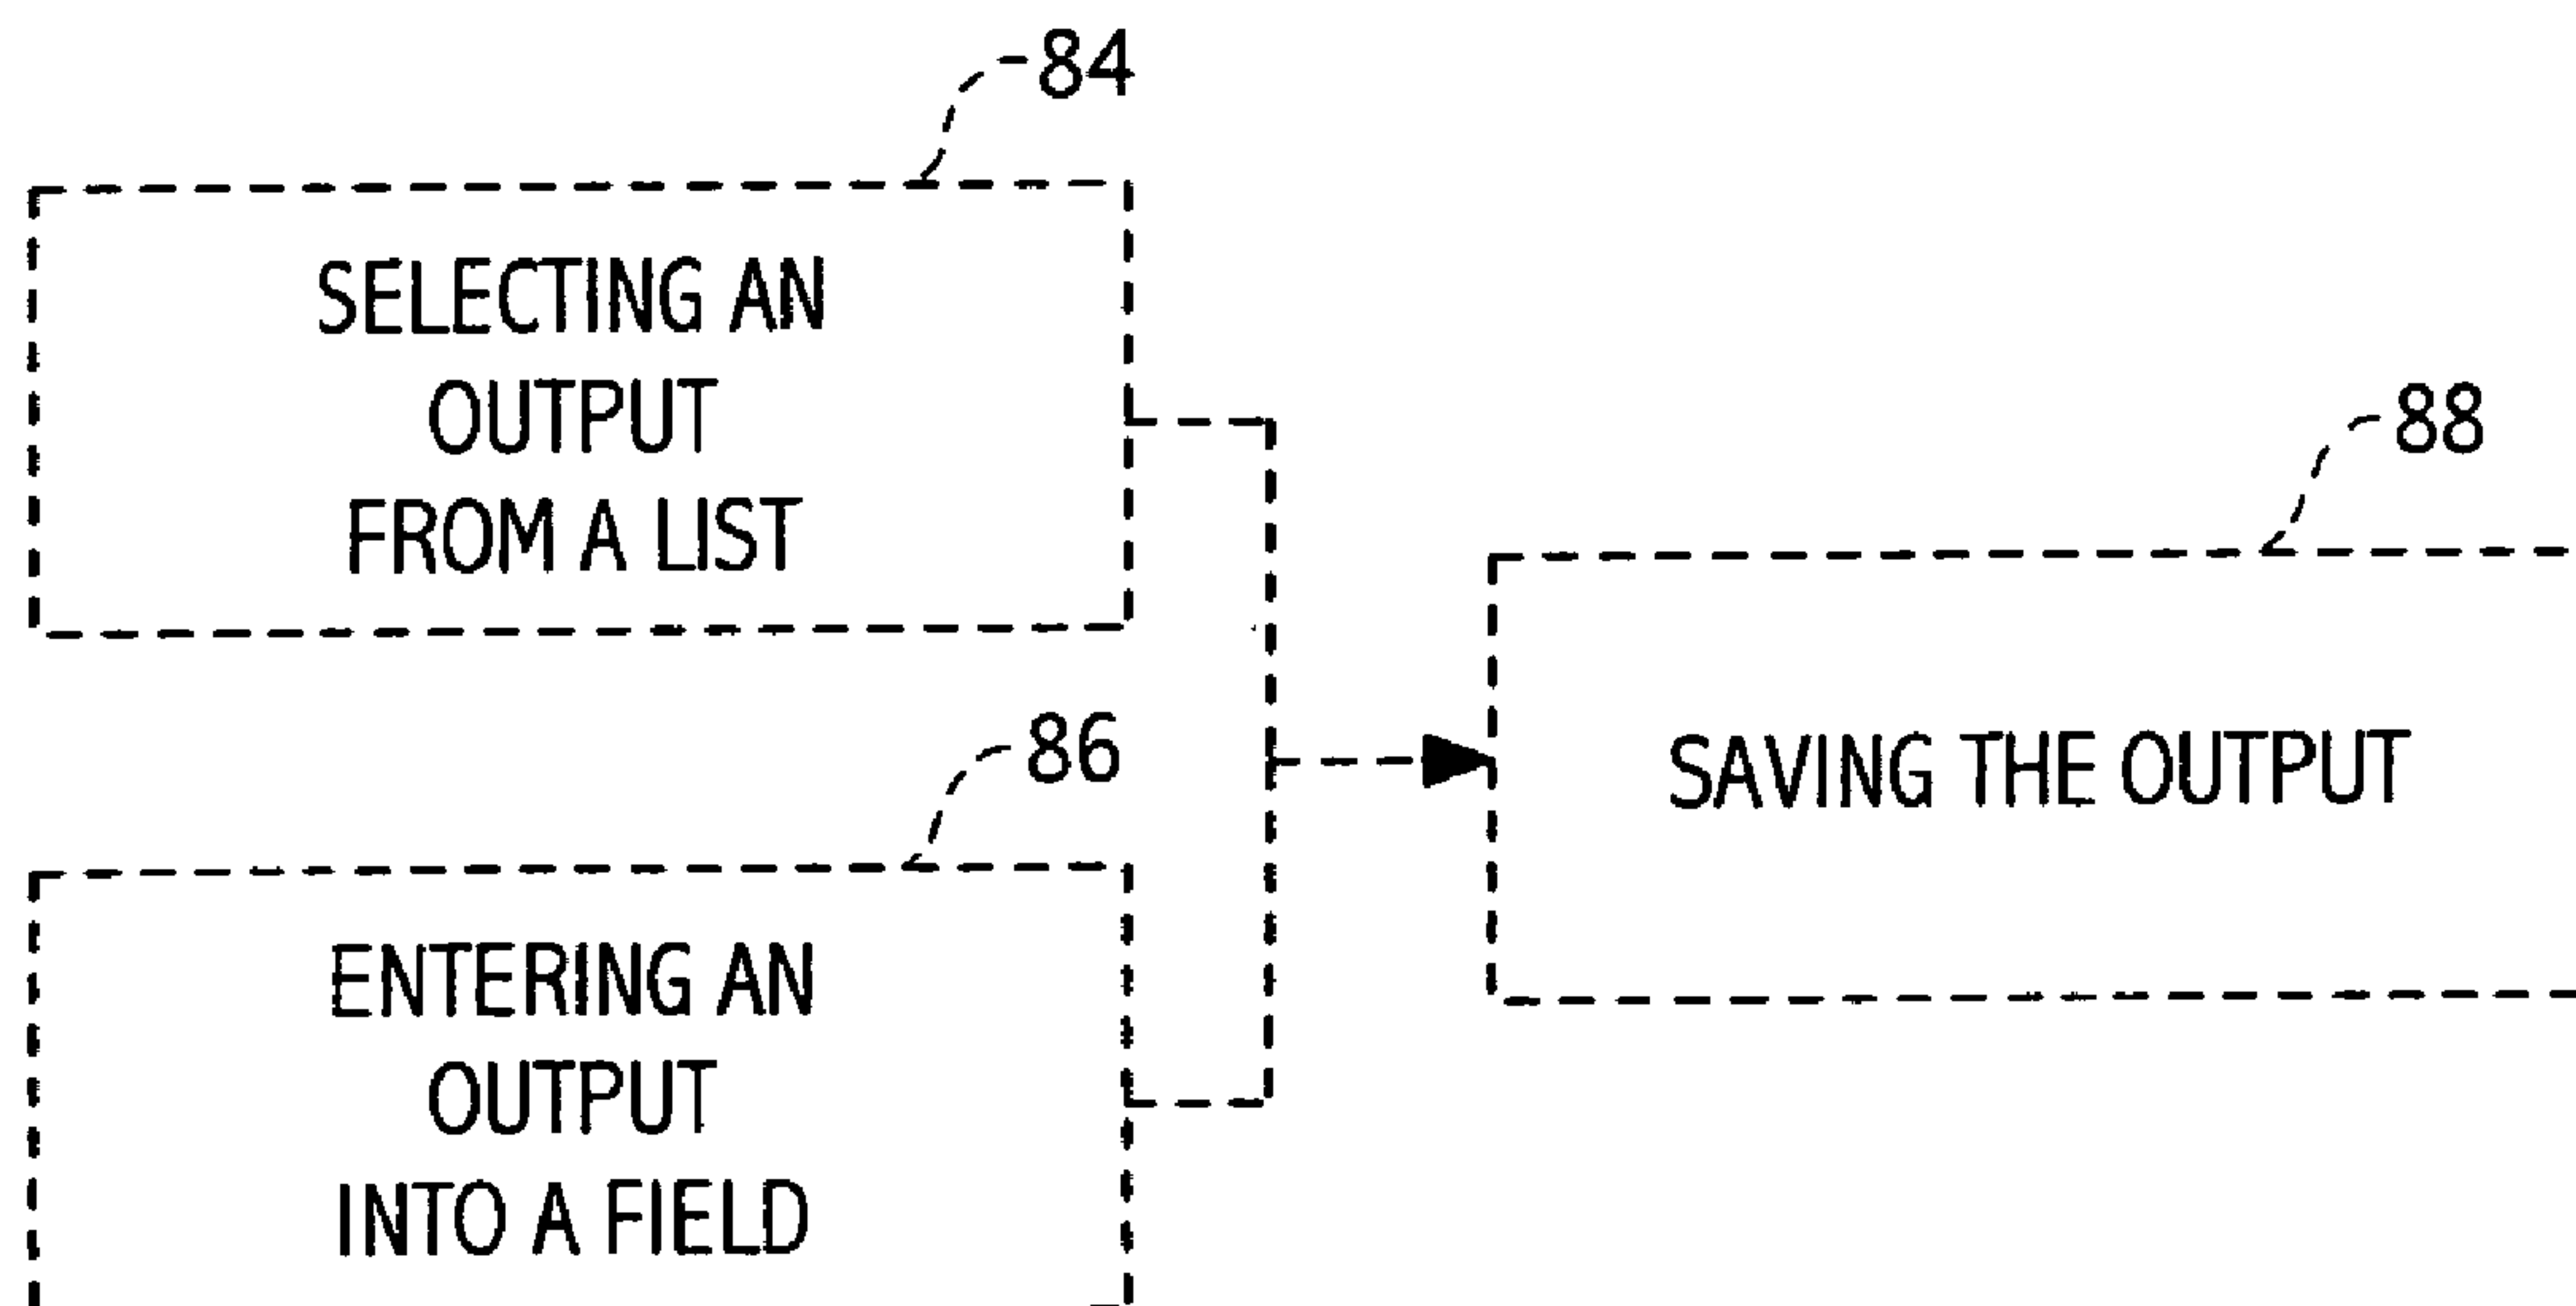 84
SELECTING AN
OUTPUT
FROM A LIST
86
ENTERING AN
OUTPUT
INTO A FIELD
88
SAVING THE OUTPUT